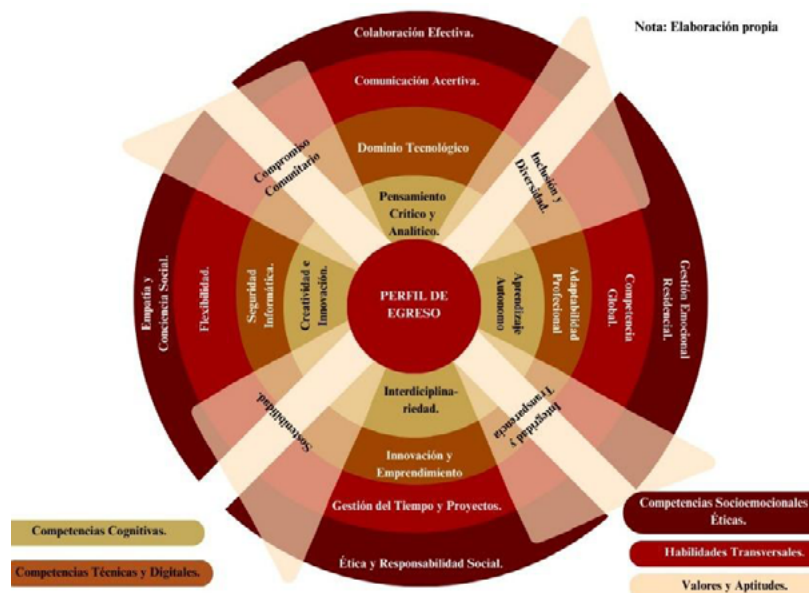 Colaboración Efectiva.
Nota: Elaboración propia
Comunicación Acertiva.
Dominio Tecnológico
Compromiso
Comunitario
Inclusión y
Diversidad.
Pensamiento
Crítico y
Analítico.
Empatía y
Conciencia Social.
Flexibilidad.
Seguridad
Informática.
Creatividad e
Innovación.
PERFIL DE
EGRESO
Aprendizaje
Autonomo
Adaptabilidad
Profecional
Competencia
Global.
Gestión Emocional
Residencial.
Interdiciplina-
riedad.
Sostenibilidad.
Integridad y
Transparencia
Innovación y
Emprendimiento
Gestión del Tiempo y Proyectos.
Ética y Responsabilidad Social.
Competencias Cognitivas.
Competencias Técnicas y Digitales.
Competencias Socioemocionales
Éticas.
Habilidades Transversales.
Valores y Aptitudes.